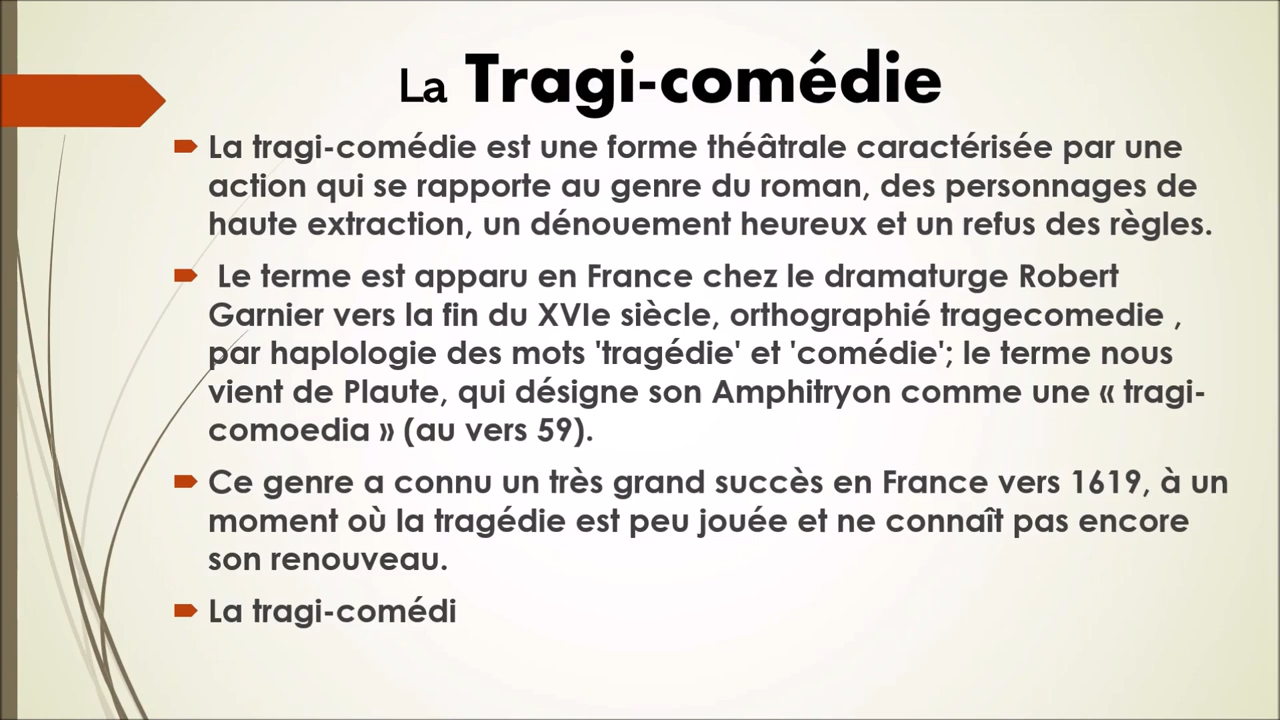 La Tragi-comédie
La tragi-comédie est une forme théâtrale caractérisée par une
action qui se rapporte au genre du roman, des personnages de
haute extraction, un dénouement heureux et un refus des règles.
Le terme est apparu en France chez le dramaturge Robert
Garnier vers la fin du XVIe siècle, orthographié tragecomedie ,
par haplologie des mots 'tragédie' et 'comédie'; le terme nous
vient de Plaute, qui désigne son Amphitryon comme une « tragi-
comoedia » (au vers 59).
Ce genre a connu un très grand succès en France vers 1619, à un
moment où la tragédie est peu jouée et ne connaît pas encore
son renouveau.
La tragi-comédi